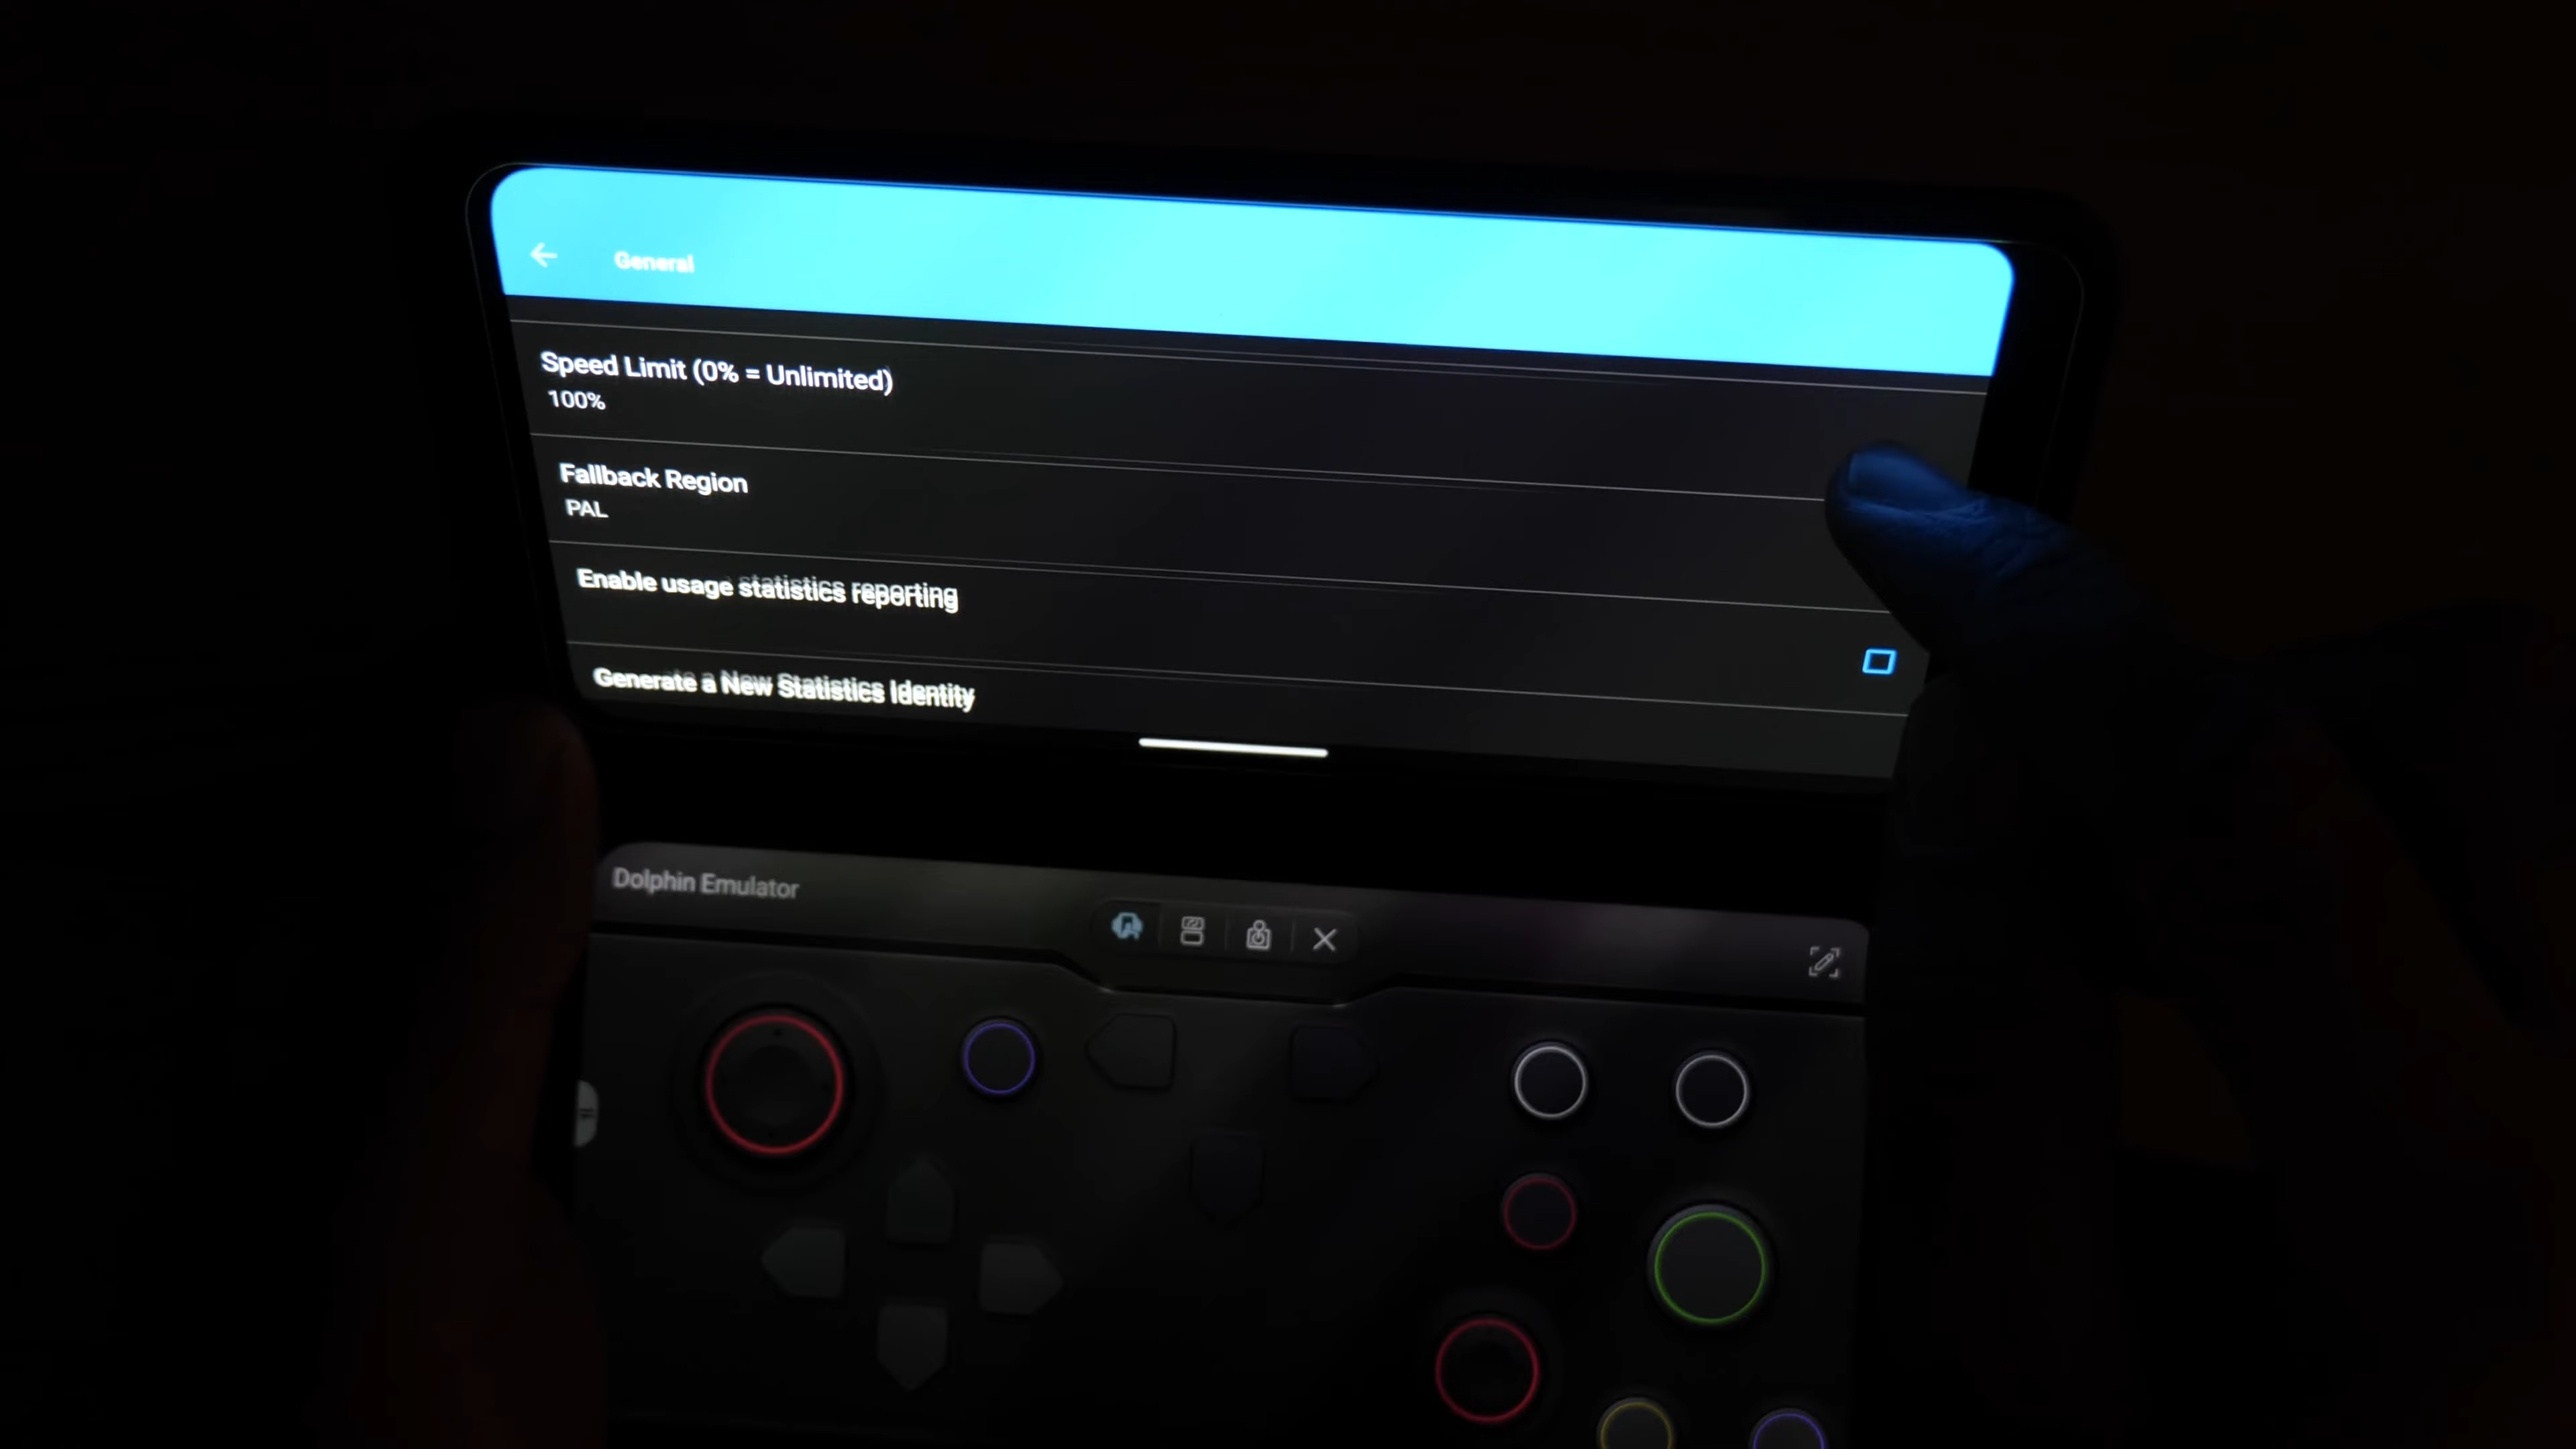 General
Speed Limit (0% = Unlimited)
100%
Fallback Region
PAL
Enable usage statistics reporting
Generate a New Statistics Identity
Dolphin Emulator